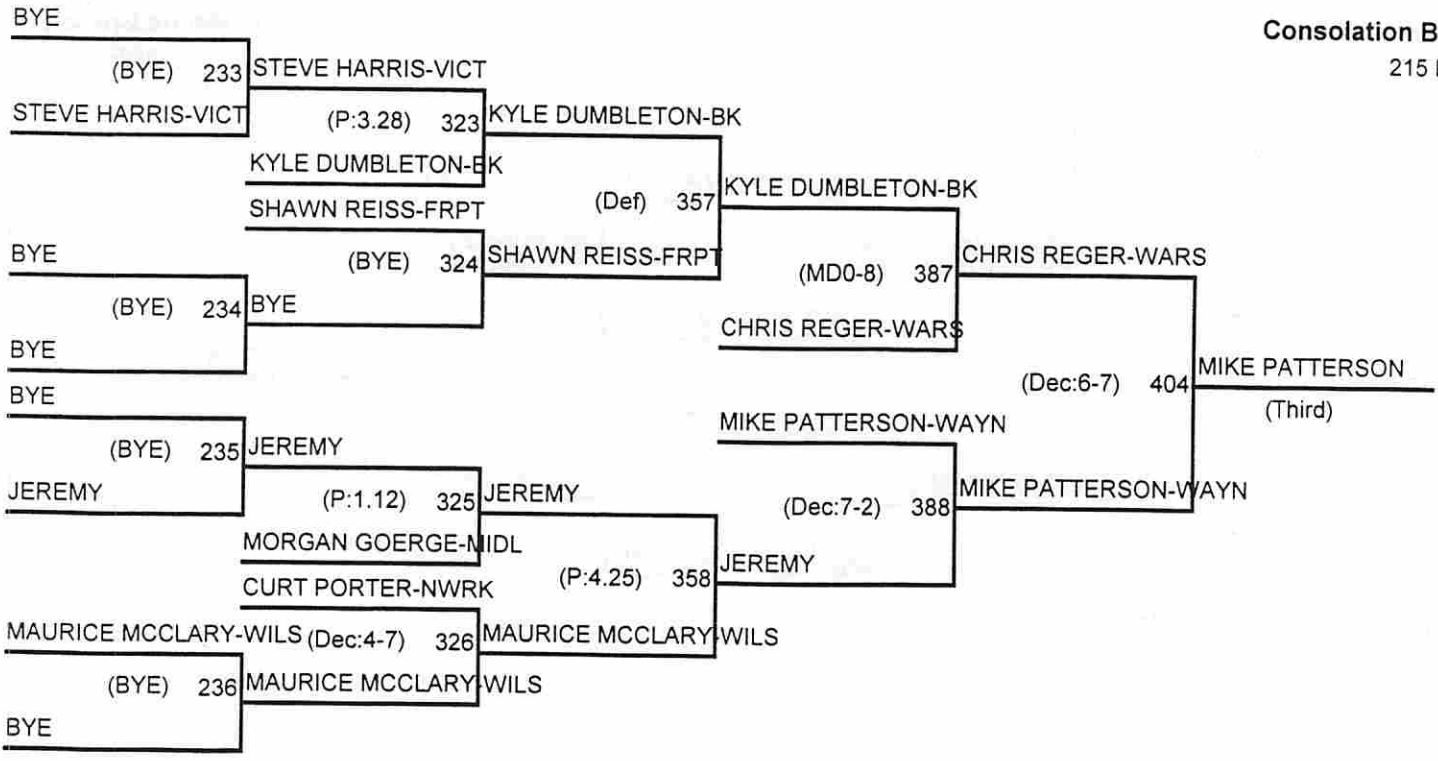 BYE
Consolation B
(BYE) 233 STEVE HARRIS-VICT
215
STEVE HARRIS-VICT
(P:3.28) 323 KYLE DUMBLETON-BK
KYLE DUMBLETON-BK
(Def) 357 KYLE DUMBLETON-BK
SHAWN REISS-FRPT
BYE
(BYE) 324 SHAWN REISS-FRPT
(MD0-8) 387 CHRIS REGER-WARS
(BYE) 234 BYE
CHRIS REGER-WARS
BYE
(Dec:6-7) 404 MIKE PATTERSON
BYE
(Third)
MIKE PATTERSON-WAYN
(BYE) 235 JEREMY
JEREMY
(P:1.12) 325 JEREMY
(Dec:7-2) 388 MIKE PATTERSON-WAYN
MORGAN GOERGE-MIDL
(P:4.25) 358 JEREMY
CURT PORTER-NWRK
MAURICE MCCLARY-WILS (Dec:4-7) 326 MAURICE MCCLARY-WILS
(BYE) 236 MAURICE MCCLARY-WILS
BYE